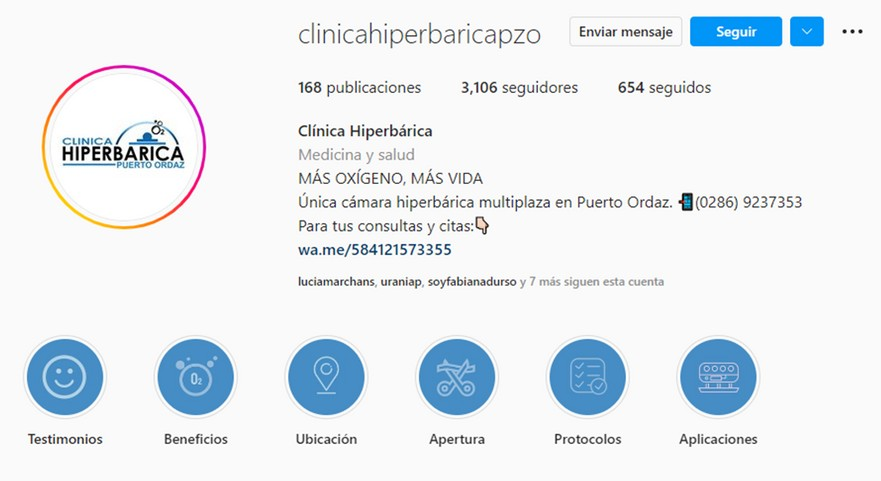 clinicahiperbaricapzo
Enviar mensaje
Seguir
168 publicaciones
3,106 seguidores
654 seguidos
CLINICA
O2
HIPERBARICA
PUERTO ORDAZ
Clínica Hiperbárica
Medicina y salud
MÁS OXÍGENO, MÁS VIDA
Única cámara hiperbárica multiplaza en Puerto Ordaz. 📲(0286) 9237353
Para tus consultas y citas:👇🏻
wa.me/584121573355
luciamarchans, uraniap, soyfabianadurso y 7 más siguen esta cuenta
O2
Testimonios
Beneficios
Ubicación
Apertura
Protocolos
Aplicaciones